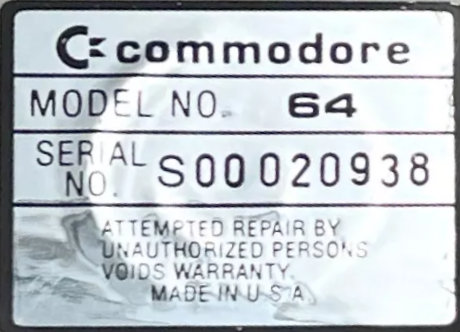 commodore
MODEL NO. 64
SERIAL NO. S00020938
ATTEMPTED REPAIR BY
UNAUTHORIZED PERSONS
VOIDS WARRANTY.
MADE IN U S A